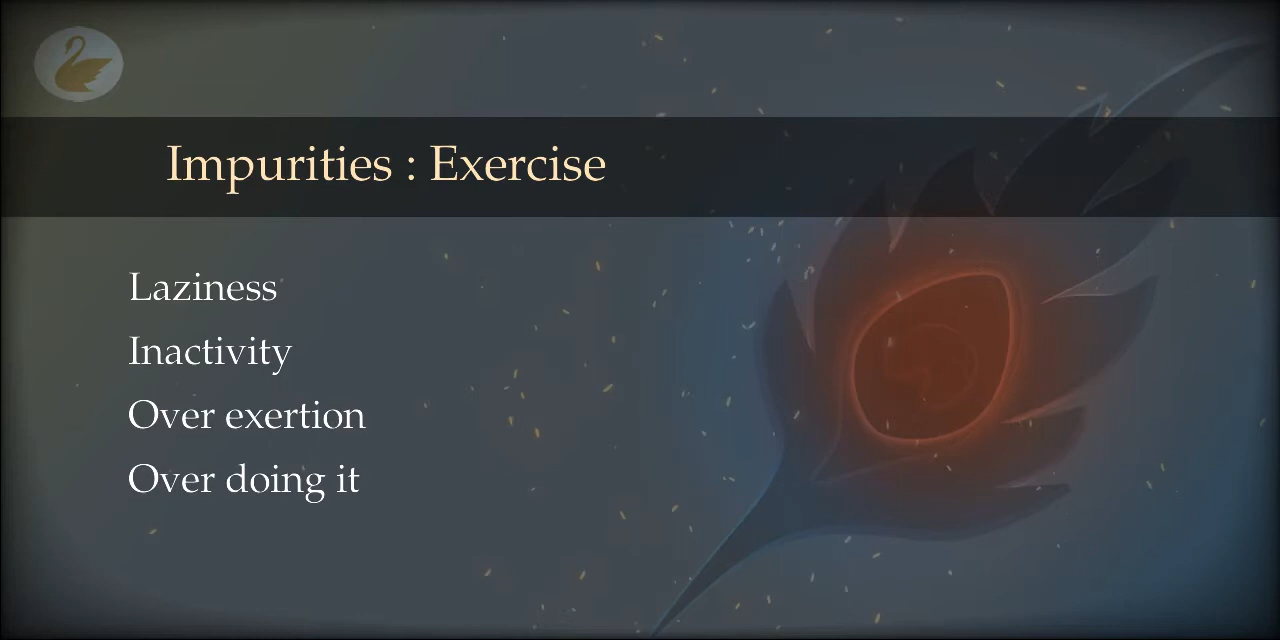 Impurities : Exercise
Laziness
Inactivity
Over exertion
Over doing it